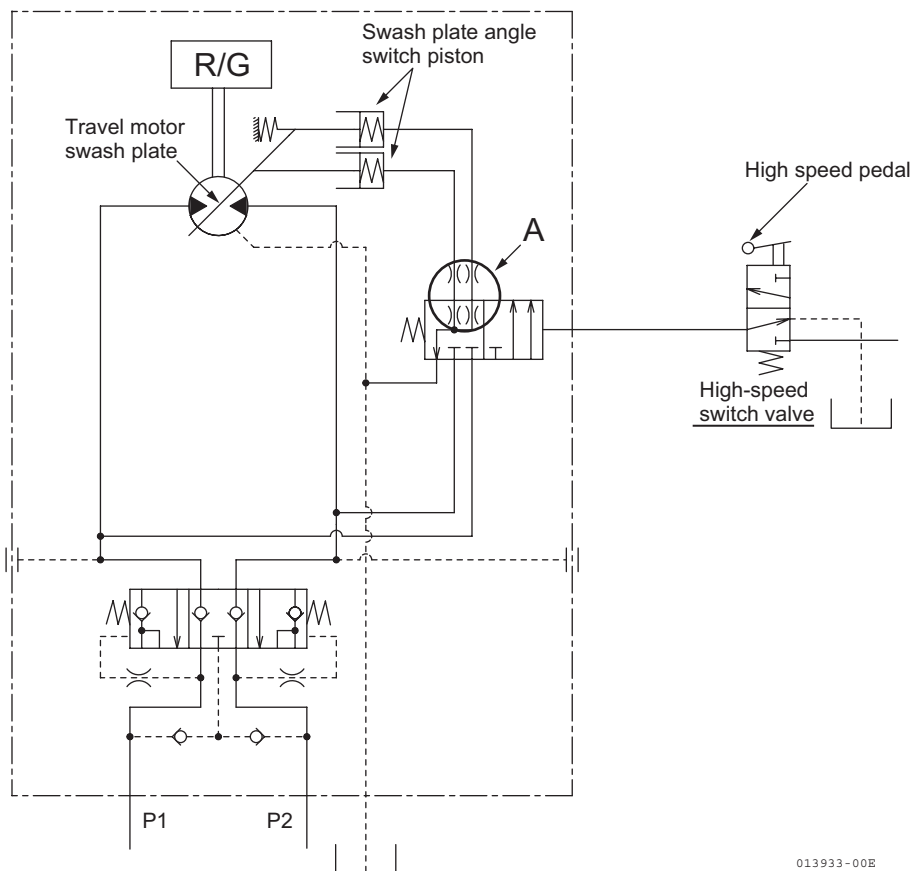 Swash plate angle
switch piston
R/G
Travel motor
swash plate
High speed pedal
A
High-speed
switch valve
P1
P2
013933-00E